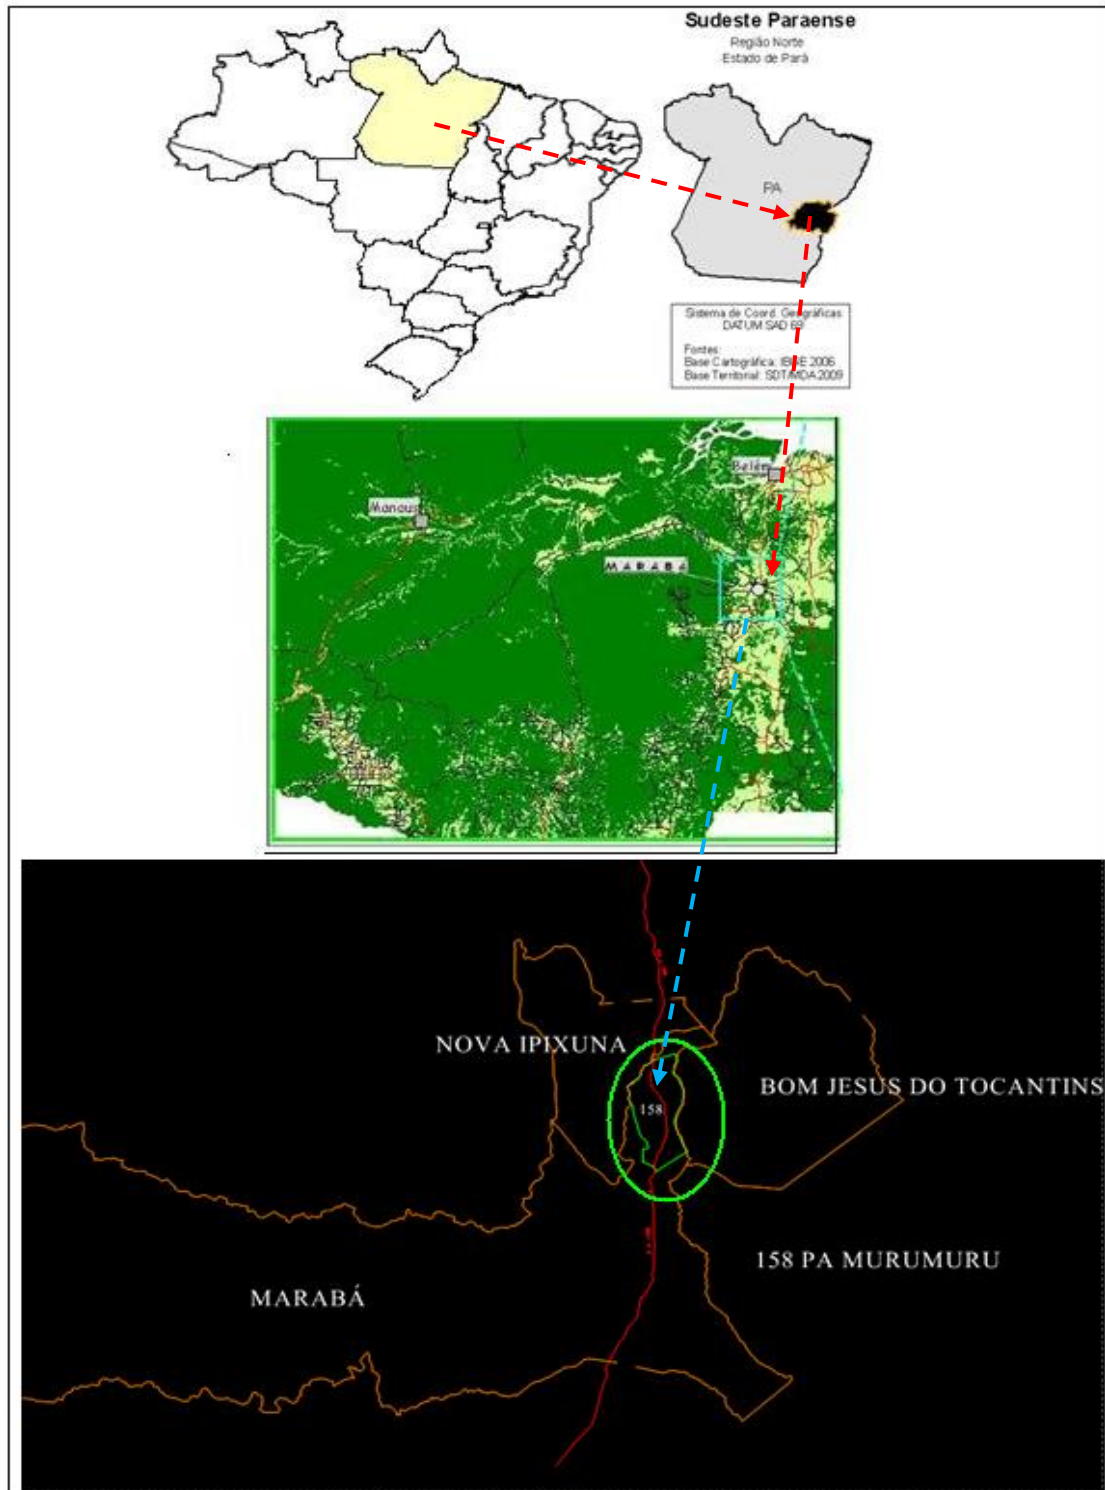 Sudeste Paraense
Região Norte
Estado de Pará
PA
Sistema de Coord. Geográficas
DATUM SAD 69
Fontes:
Base Cartográfica: IBGE 2006
Base Territorial: SDT/MDA 2009
Belém
Manaus
MARABÁ
NOVA IPIXUNA
BOM JESUS DO TOCANTINS
158
158 PA MURUMURU
MARABÁ